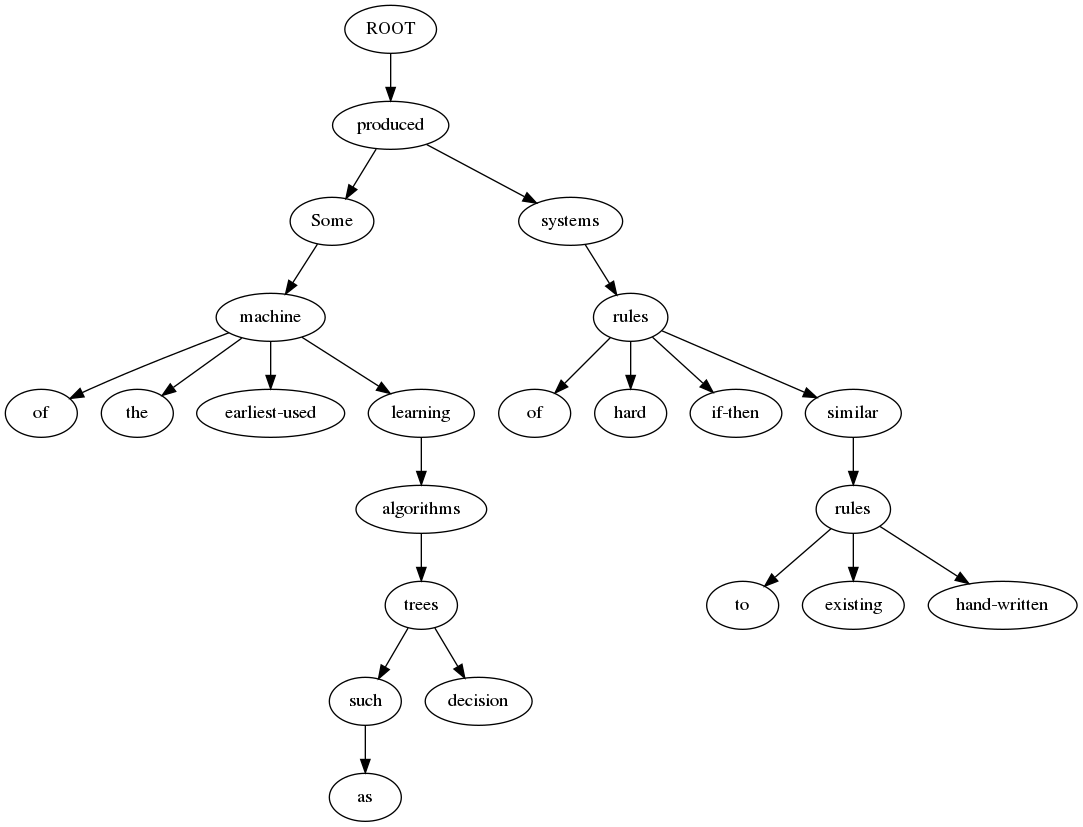 ROOT
produced
Some systems
machine rules
of the earliest-used learning of hard if-then similar
algorithms rules
trees to existing hand-written
such decision
as